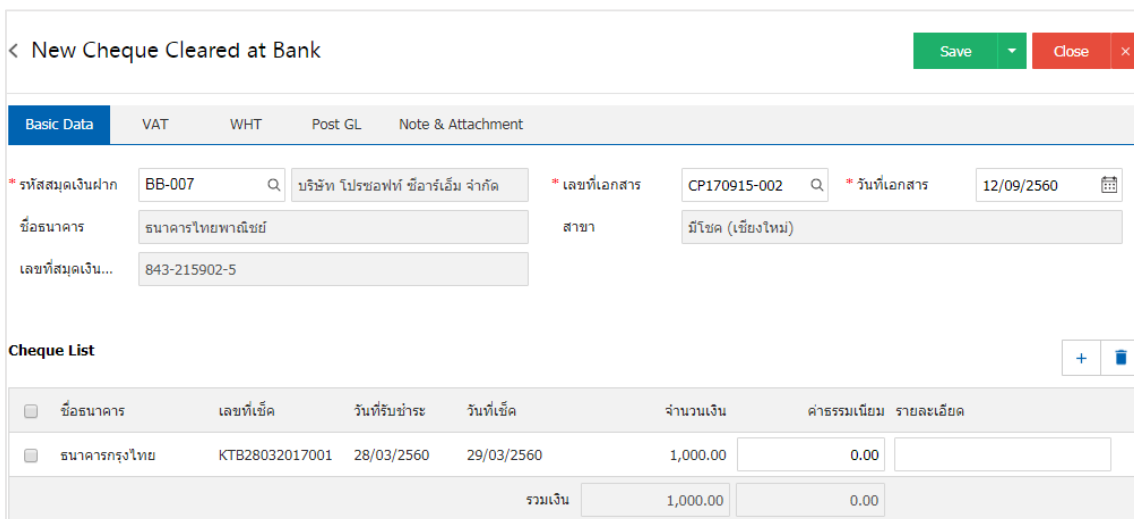 New Cheque Cleared at Bank Save Close ×
Basic Data VAT WHT Post GL Note & Attachment
* รหัสสมุดเงินฝาก BB-007 บริษัท โปรซอฟท์ ซีอาร์เอ็ม จำกัด * เลขที่เอกสาร CP170915-002 * วันที่เอกสาร 12/09/2560
ชื่อธนาคาร ธนาคารไทยพาณิชย์ สาขา มีโชค (เชียงใหม่)
เลขที่สมุดเงิน... 843-215902-5
Cheque List +
ชื่อธนาคาร เลขที่เช็ค วันที่รับชำระ วันที่เช็ค จำนวนเงิน ค่าธรรมเนียม รายละเอียด
ธนาคารกรุงไทย KTB28032017001 28/03/2560 29/03/2560 1,000.00 0.00
รวมเงิน 1,000.00 0.00